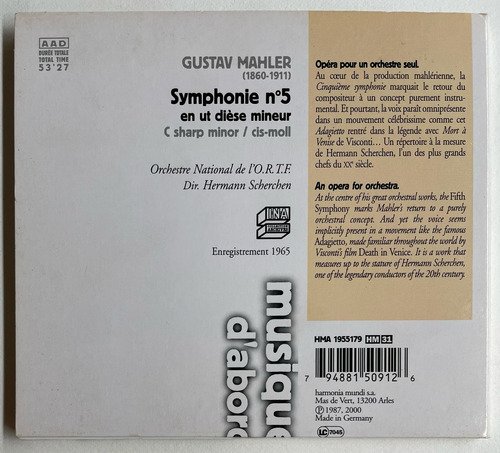 AAD
DURÉE TOTALE
TOTAL TIME
53'27
GUSTAV MAHLER
(1860-1911)
Symphonie n°5
en ut dièse mineur
C sharp minor / cis-moll
Orchestre National de l'O.R.T.F.
Dir. Hermann Scherchen
INA
Enregistrement 1965
musique
d'abord
Opéra pour un orchestre seul.
Au cœur de la production mahlérienne, la
Cinquième symphonie marquait le retour du
compositeur à un concept purement instru-
mental. Et pourtant, la voix paraît omniprésente
dans un mouvement célébrissime comme cet
Adagietto rentré dans la légende avec Mort à
Venise de Visconti… Un répertoire à la mesure
de Hermann Scherchen, l'un des plus grands
chefs du XXe siècle.
An opera for orchestra.
At the centre of his great orchestral works, the Fifth
Symphony marks Mahler's return to a purely
orchestral concept. And yet the voice seems
implicitly present in a movement like the famous
Adagietto, made familiar throughout the world by
Visconti's film Death in Venice. It is a work that
measures up to the stature of Hermann Scherchen,
one of the legendary conductors of the 20th century.
HMA 1955179 HM 31
7 94881 50912 6
harmonia mundi s.a.
Mas de Vert, 13200 Arles
℗ 1987, 2000
Made in Germany
LC 7045